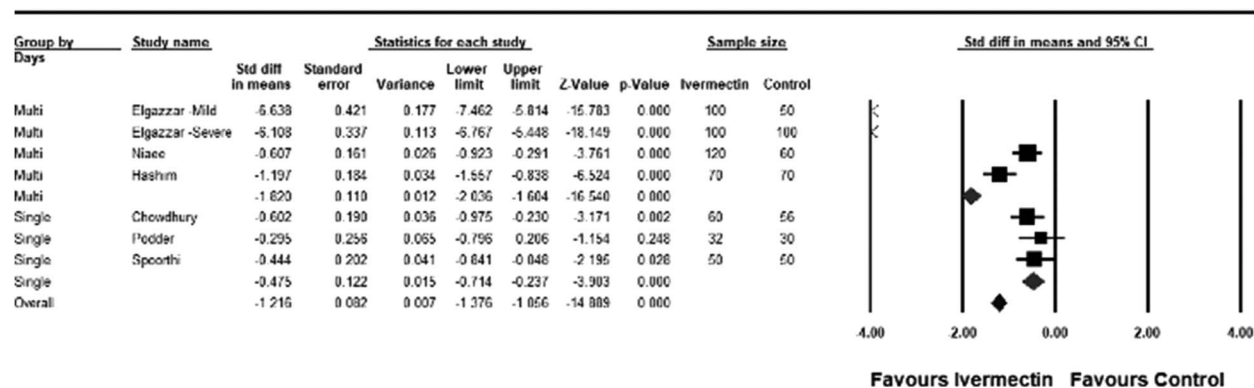 Group by Days Study name Statistics for each study Sample size Std diff in means and 95% CI
Std diff in means Standard error Variance Lower limit Upper limit Z-Value p-Value Ivermectin Control
Multi Elgazzar -Mild -6.638 0.421 0.177 -7.462 -5.814 -15.783 0.000 100 50
Multi Elgazzar -Severe -6.108 0.337 0.113 -6.767 -5.448 -18.149 0.000 100 100
Multi Niaee -0.607 0.161 0.026 -0.923 -0.291 -3.761 0.000 120 60
Multi Hashim -1.197 0.184 0.034 -1.557 -0.838 -6.524 0.000 70 70
Multi -1.820 0.110 0.012 -2.036 -1.604 -16.540 0.000
Single Chowdhury -0.602 0.190 0.036 -0.975 -0.230 -3.171 0.002 60 56
Single Podder -0.295 0.256 0.065 -0.796 0.206 -1.154 0.248 32 30
Single Spoorthi -0.444 0.202 0.041 -0.841 -0.048 -2.195 0.028 50 50
Single -0.475 0.122 0.015 -0.714 -0.237 -3.903 0.000
Overall -1.216 0.082 0.007 -1.376 -1.056 -14.889 0.000
-4.00 -2.00 0.00 2.00 4.00
Favours Ivermectin Favours Control